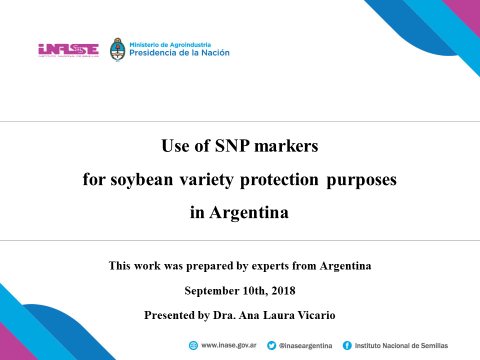 INASE
Ministerio de Agroindustria
Presidencia de la Nación
Use of SNP markers
for soybean variety protection purposes
in Argentina
This work was prepared by experts from Argentina
September 10th, 2018
Presented by Dra. Ana Laura Vicario
www.inase.gov.ar @inaseargentina Instituto Nacional de Semillas